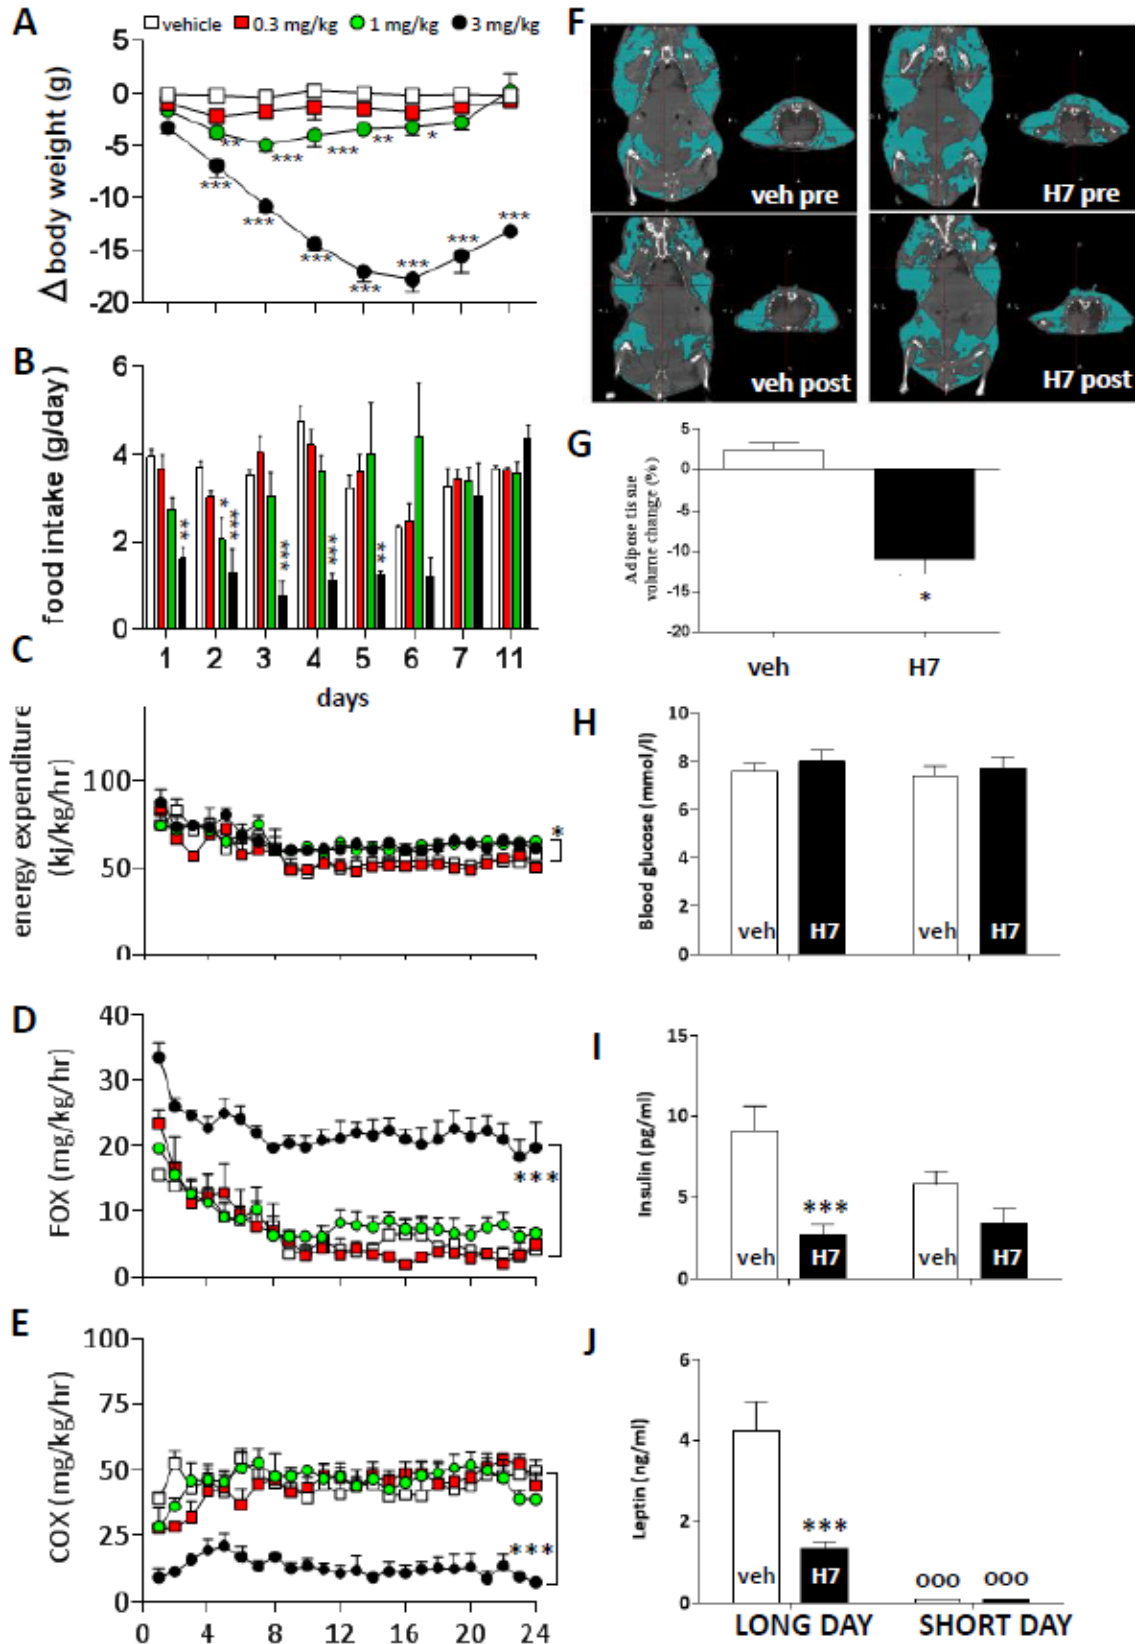 A
vehicle 0.3 mg/kg 1 mg/kg 3 mg/kg
Δ body weight (g)
5
0
-5
-10
-15
-20
** *** *** ** *
*** *** *** *** *** *** ***
B
food intake (g/day)
6
4
2
0
** * *** *** *** **
1 2 3 4 5 6 7 11
days
C
energy expenditure
(kj/kg/hr)
100
50
0
*
D
FOX (mg/kg/hr)
40
30
20
10
0
***
E
COX (mg/kg/hr)
100
75
50
25
0
***
0 4 8 12 16 20 24
F
veh pre
H7 pre
veh post
H7 post
G
Adipose tissue
volume change (%)
5
0
-5
-10
-15
-20
*
veh H7
H
Blood glucose (mmol/l)
10
8
6
4
2
0
veh H7 veh H7
I
Insulin (pg/ml)
15
10
5
0
***
veh H7 veh H7
J
Leptin (ng/ml)
6
4
2
0
***
ooo ooo
veh H7
LONG DAY SHORT DAY